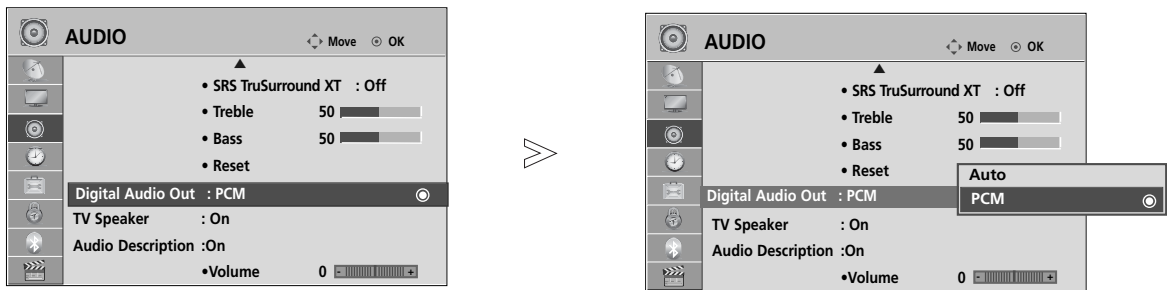 AUDIO
Move OK
• SRS TruSurround XT : Off
• Treble 50
• Bass 50
• Reset
Digital Audio Out : PCM
TV Speaker : On
Audio Description :On
•Volume 0 - +
AUDIO
Move OK
• SRS TruSurround XT : Off
• Treble 50
• Bass 50
• Reset
Digital Audio Out : PCM
Auto
PCM
TV Speaker : On
Audio Description :On
•Volume 0 - +